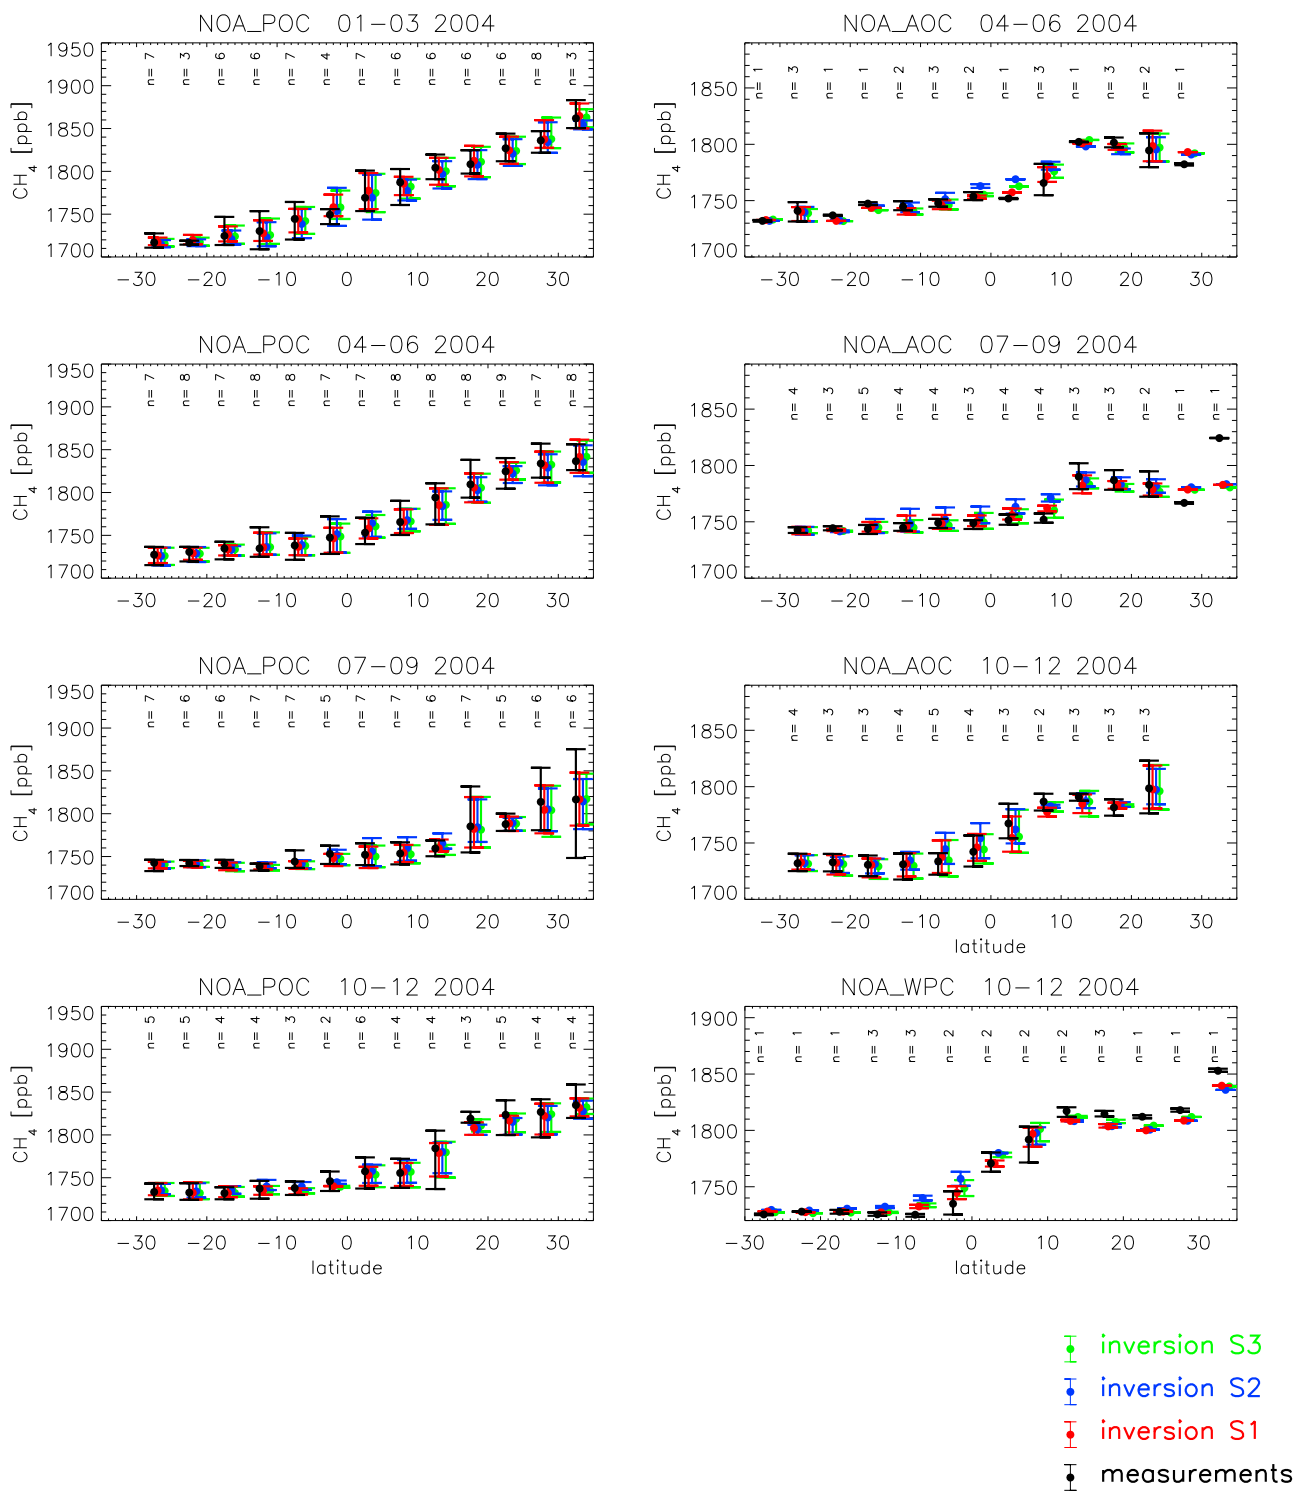 NOA_POC 01−03 2004
CH4 [ppb]
1950
1900
1850
1800
1750
1700
n= 7 n= 3 n= 6 n= 6 n= 7 n= 4 n= 7 n= 6 n= 6 n= 6 n= 6 n= 8 n= 3
−30 −20 −10 0 10 20 30
NOA_AOC 04−06 2004
CH4 [ppb]
1850
1800
1750
1700
n= 1 n= 3 n= 1 n= 1 n= 2 n= 3 n= 2 n= 1 n= 3 n= 1 n= 3 n= 2 n= 1
−30 −20 −10 0 10 20 30
NOA_POC 04−06 2004
CH4 [ppb]
1950
1900
1850
1800
1750
1700
n= 7 n= 8 n= 7 n= 8 n= 8 n= 7 n= 7 n= 8 n= 8 n= 8 n= 9 n= 7 n= 8
−30 −20 −10 0 10 20 30
NOA_AOC 07−09 2004
CH4 [ppb]
1850
1800
1750
1700
n= 4 n= 3 n= 5 n= 4 n= 4 n= 3 n= 4 n= 4 n= 3 n= 3 n= 2 n= 1 n= 1
−30 −20 −10 0 10 20 30
NOA_POC 07−09 2004
CH4 [ppb]
1950
1900
1850
1800
1750
1700
n= 7 n= 6 n= 6 n= 7 n= 7 n= 5 n= 7 n= 7 n= 6 n= 7 n= 5 n= 6 n= 6
−30 −20 −10 0 10 20 30
NOA_AOC 10−12 2004
CH4 [ppb]
1850
1800
1750
1700
n= 4 n= 3 n= 3 n= 4 n= 5 n= 4 n= 3 n= 2 n= 3 n= 3 n= 3
−30 −20 −10 0 10 20 30
latitude
NOA_POC 10−12 2004
CH4 [ppb]
1950
1900
1850
1800
1750
1700
n= 5 n= 5 n= 4 n= 4 n= 3 n= 2 n= 6 n= 4 n= 4 n= 3 n= 5 n= 4 n= 4
−30 −20 −10 0 10 20 30
latitude
NOA_WPC 10−12 2004
CH4 [ppb]
1900
1850
1800
1750
n= 1 n= 1 n= 1 n= 3 n= 3 n= 2 n= 2 n= 2 n= 2 n= 3 n= 1 n= 1 n= 1
−30 −20 −10 0 10 20 30
latitude
inversion S3
inversion S2
inversion S1
measurements